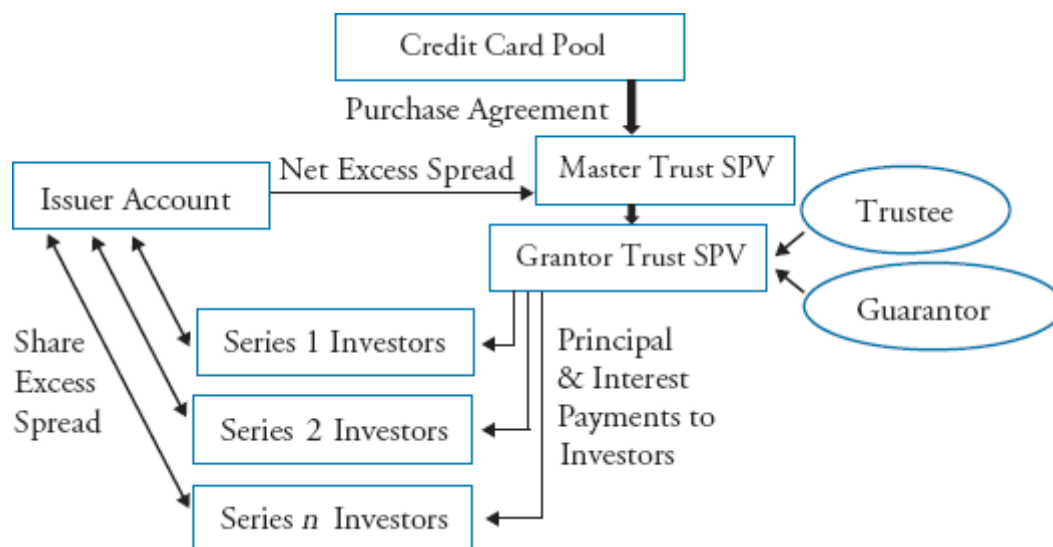 Credit Card Pool
Purchase Agreement
Net Excess Spread
Master Trust SPV
Issuer Account
Trustee
Grantor Trust SPV
Guarantor
Share
Excess
Spread
Series 1 Investors
Series 2 Investors
Series n Investors
Principal
& Interest
Payments to
Investors